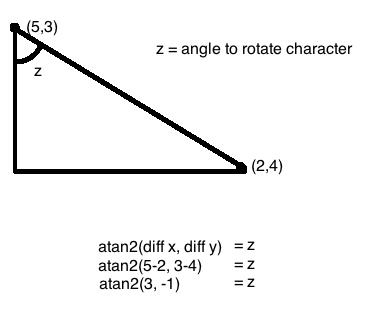 (5,3)
z = angle to rotate character
z
(2,4)
atan2(diff x, diff y) = z
atan2(5-2, 3-4) = z
atan2(3, -1) = z